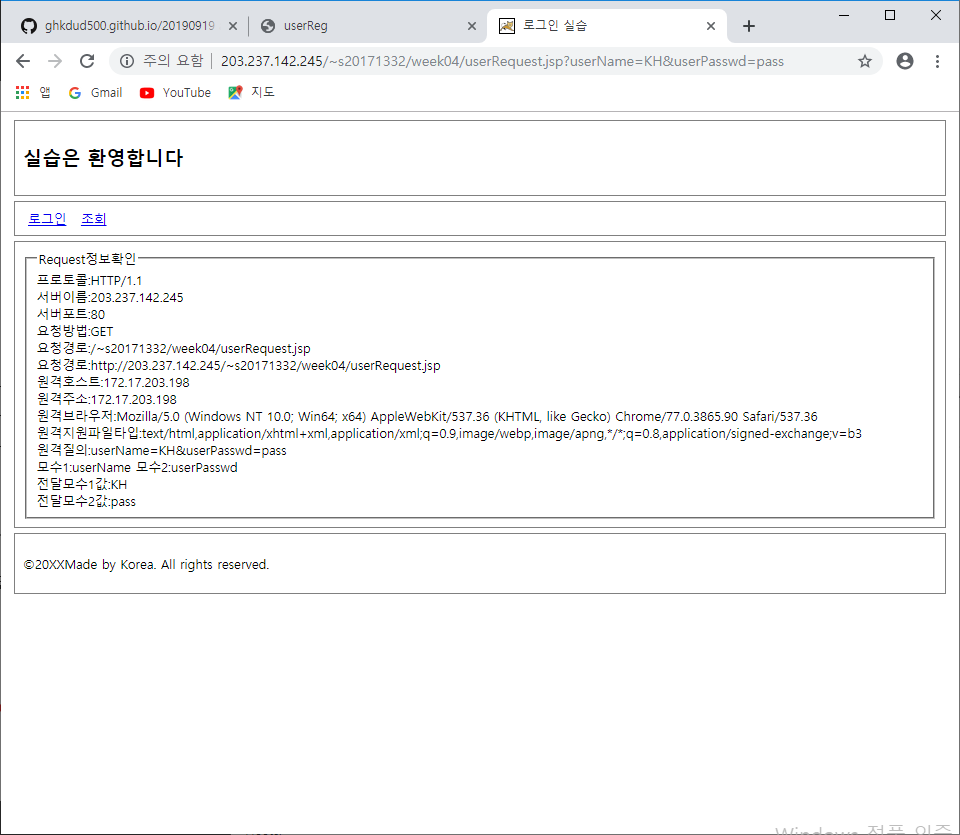 ghkdud500.github.io/20190919
userReg
로그인 실습
주의 요함 | 203.237.142.245/~s20171332/week04/userRequest.jsp?userName=KH&userPasswd=pass
앱 Gmail YouTube 지도
실습은 환영합니다
로그인 조회
Request정보확인
프로토콜:HTTP/1.1
서버이름:203.237.142.245
서버포트:80
요청방법:GET
요청경로:/~s20171332/week04/userRequest.jsp
요청경로:http://203.237.142.245/~s20171332/week04/userRequest.jsp
원격호스트:172.17.203.198
원격주소:172.17.203.198
원격브라우저:Mozilla/5.0 (Windows NT 10.0; Win64; x64) AppleWebKit/537.36 (KHTML, like Gecko) Chrome/77.0.3865.90 Safari/537.36
원격지원파일타입:text/html,application/xhtml+xml,application/xml;q=0.9,image/webp,image/apng,*/*;q=0.8,application/signed-exchange;v=b3
원격질의:userName=KH&userPasswd=pass
모수1:userName 모수2:userPasswd
전달모수1값:KH
전달모수2값:pass
©20XXMade by Korea. All rights reserved.
Windows 정품 인증